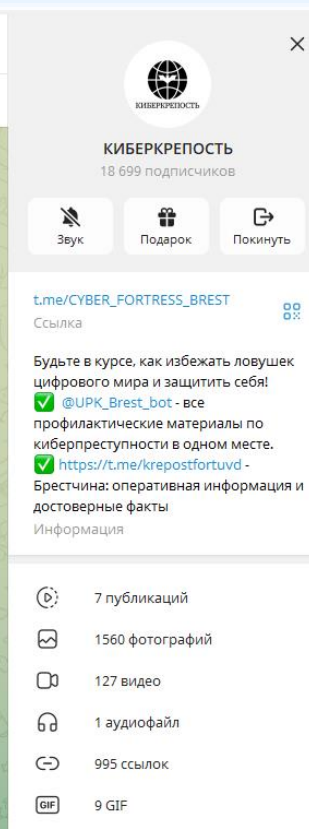 КИБЕРКРЕПОСТЬ
КИБЕРКРЕПОСТЬ
18 699 подписчиков
Звук
Подарок
Покинуть
t.me/CYBER_FORTRESS_BREST
Ссылка
Будьте в курсе, как избежать ловушек
цифрового мира и защитить себя!
✅ @UPK_Brest_bot - все
профилактические материалы по
киберпреступности в одном месте.
✅ https://t.me/krepostfortuvd -
Брестчина: оперативная информация и
достоверные факты
Информация
7 публикаций
1560 фотографий
127 видео
1 аудиофайл
995 ссылок
GIF
9 GIF